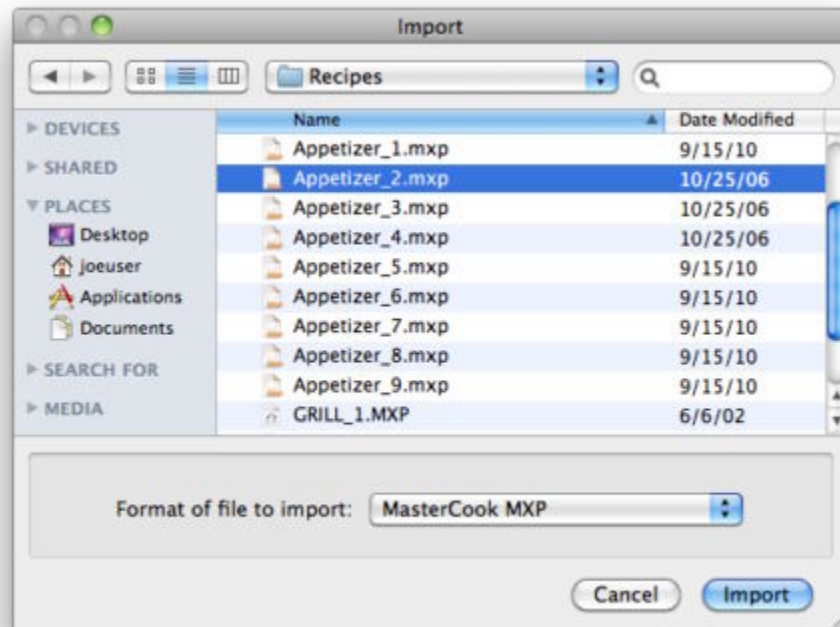 Import
Recipes
DEVICES
SHARED
PLACES
Desktop
joeuser
Applications
Documents
SEARCH FOR
MEDIA
Name Date Modified
Appetizer_1.mxp 9/15/10
Appetizer_2.mxp 10/25/06
Appetizer_3.mxp 10/25/06
Appetizer_4.mxp 10/25/06
Appetizer_5.mxp 9/15/10
Appetizer_6.mxp 9/15/10
Appetizer_7.mxp 9/15/10
Appetizer_8.mxp 9/15/10
Appetizer_9.mxp 9/15/10
GRILL_1.MXP 6/6/02
Format of file to import: MasterCook MXP
Cancel Import